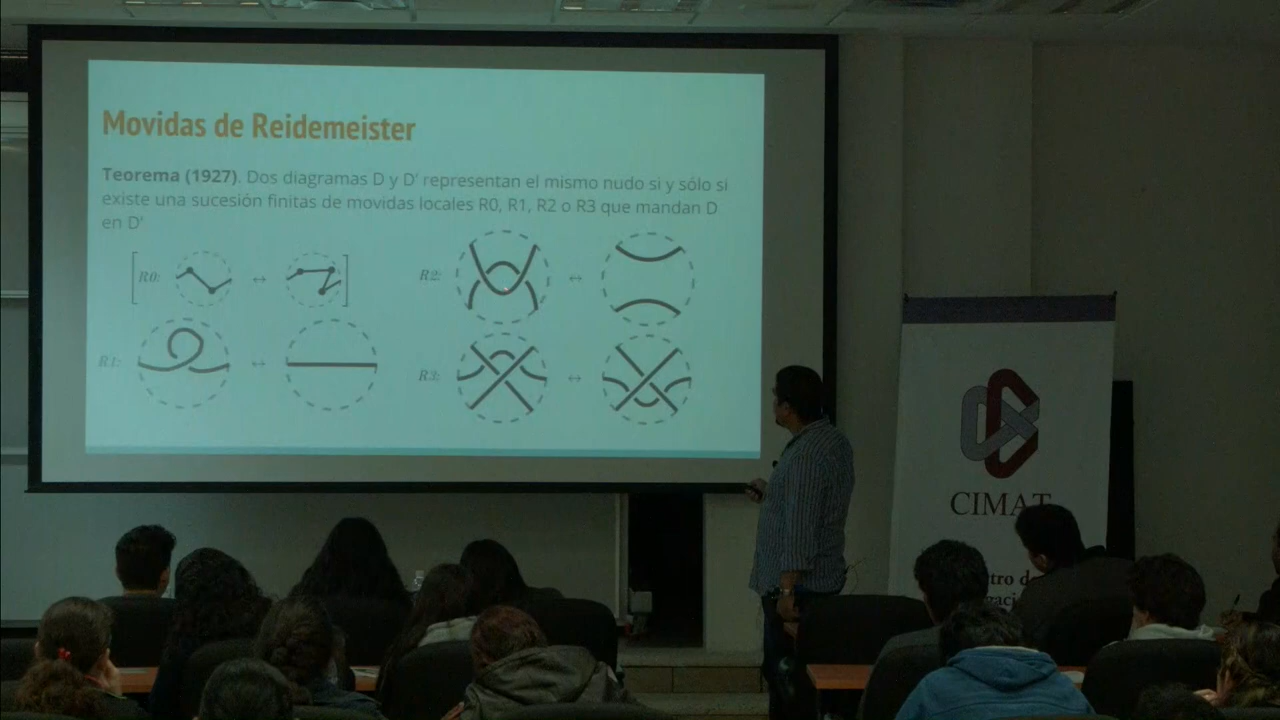 Movidas de Reidemeister
Teorema (1927). Dos diagramas D y D' representan el mismo nudo si y sólo si
existe una sucesión finitas de movidas locales R0, R1, R2 o R3 que mandan D
en D'
R0:
R2:
R1:
R3:
CIMAT